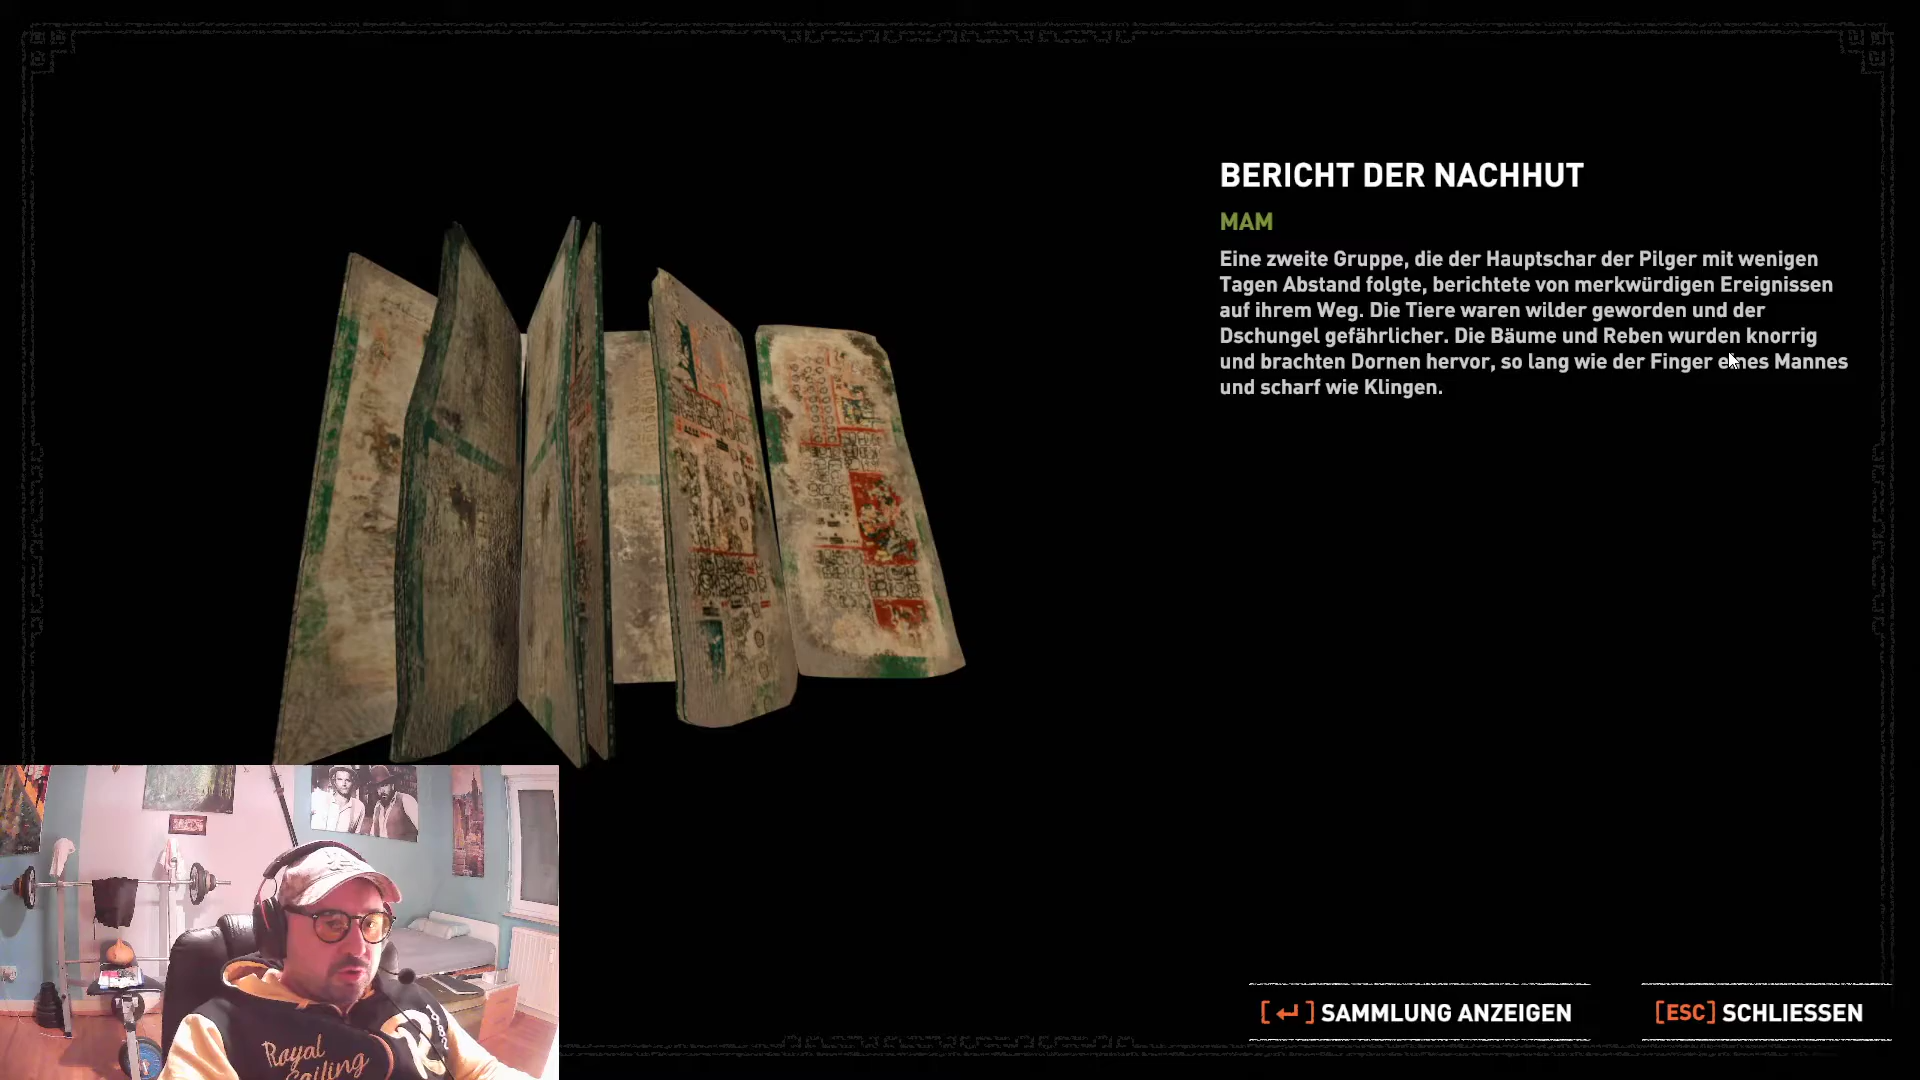 BERICHT DER NACHHUT
MAM
Eine zweite Gruppe, die der Hauptschar der Pilger mit wenigen
Tagen Abstand folgte, berichtete von merkwürdigen Ereignissen
auf ihrem Weg. Die Tiere waren wilder geworden und der
Dschungel gefährlicher. Die Bäume und Reben wurden knorrig
und brachten Dornen hervor, so lang wie der Finger eines Mannes
und scharf wie Klingen.
[↵] SAMMLUNG ANZEIGEN
[ESC] SCHLIESSEN
Royal
Sailing
1982